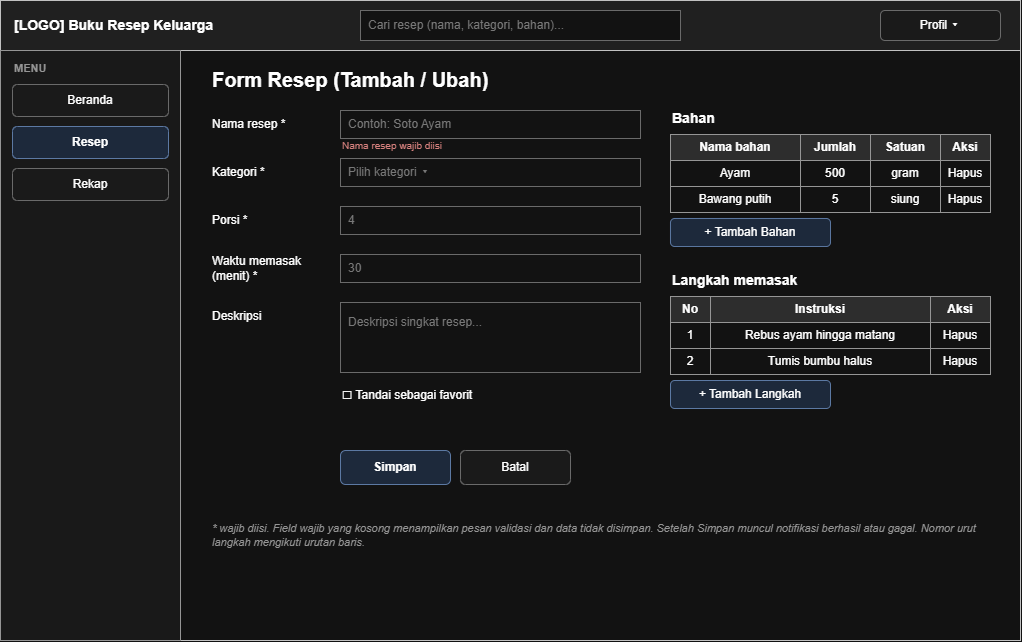 [LOGO] Buku Resep Keluarga
Cari resep (nama, kategori, bahan)...
Profil
MENU
Beranda
Resep
Rekap
Form Resep (Tambah / Ubah)
Nama resep *
Contoh: Soto Ayam
Nama resep wajib diisi
Kategori *
Pilih kategori
Porsi *
4
Waktu memasak
(menit) *
30
Deskripsi
Deskripsi singkat resep...
Tandai sebagai favorit
Simpan
Batal
Bahan
Nama bahan Jumlah Satuan Aksi
Ayam 500 gram Hapus
Bawang putih 5 siung Hapus
+ Tambah Bahan
Langkah memasak
No Instruksi Aksi
1 Rebus ayam hingga matang Hapus
2 Tumis bumbu halus Hapus
+ Tambah Langkah
* wajib diisi. Field wajib yang kosong menampilkan pesan validasi dan data tidak disimpan. Setelah Simpan muncul notifikasi berhasil atau gagal. Nomor urut
langkah mengikuti urutan baris.